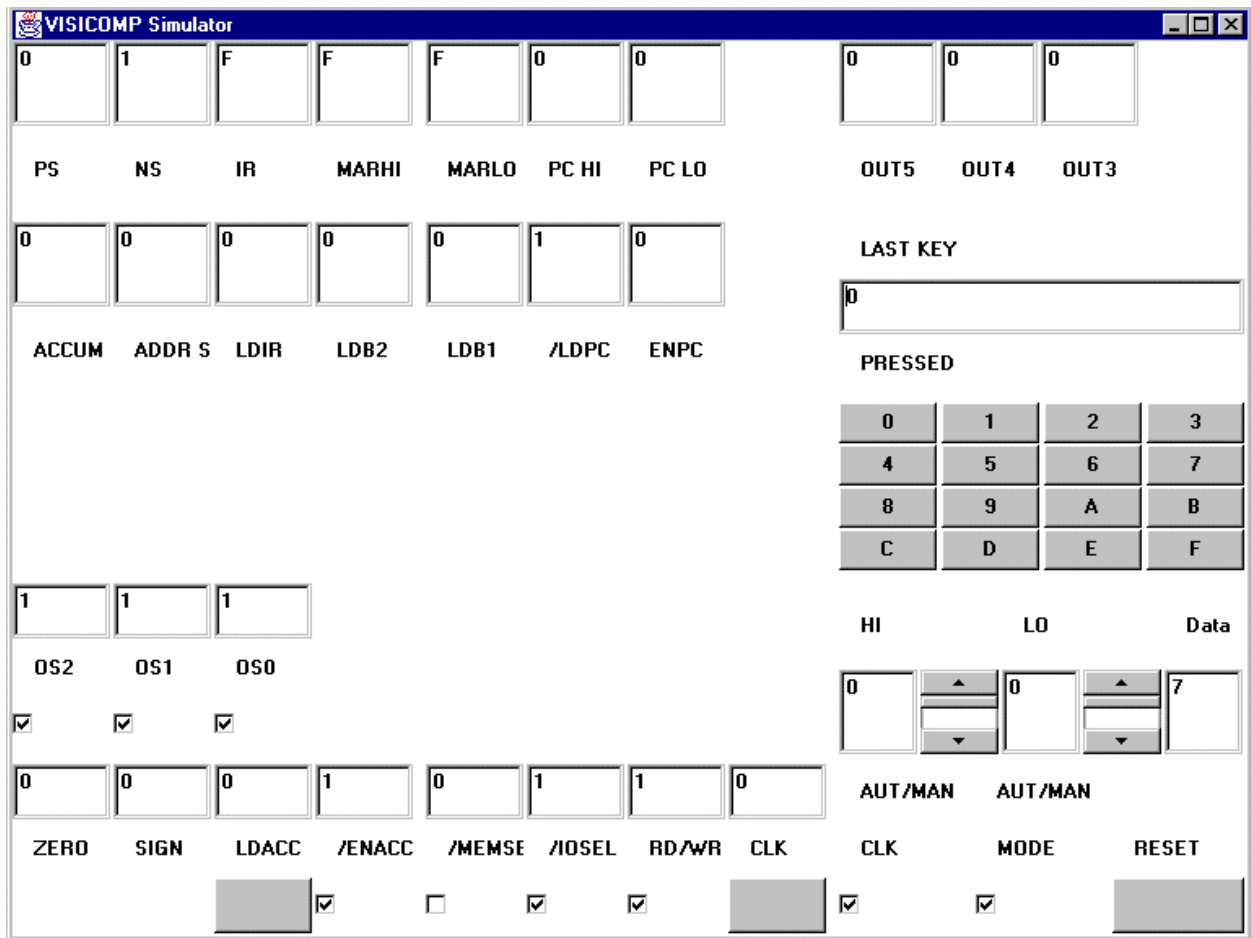 VISICOMP Simulator
0 1 F F F 0 0 0 0 0
PS NS IR MARHI MARLO PC HI PC LO OUT5 OUT4 OUT3
0 0 0 0 0 1 0
LAST KEY
0
ACCUM ADDR S LDIR LDB2 LDB1 /LDPC ENPC
PRESSED
0 1 2 3
4 5 6 7
8 9 A B
C D E F
1 1 1
HI LO Data
OS2 OS1 OS0
0 0 7
0 0 0 1 0 1 1 0
AUT/MAN AUT/MAN
ZERO SIGN LDACC /ENACC /MEMSE /IOSEL RD/WR CLK CLK MODE RESET